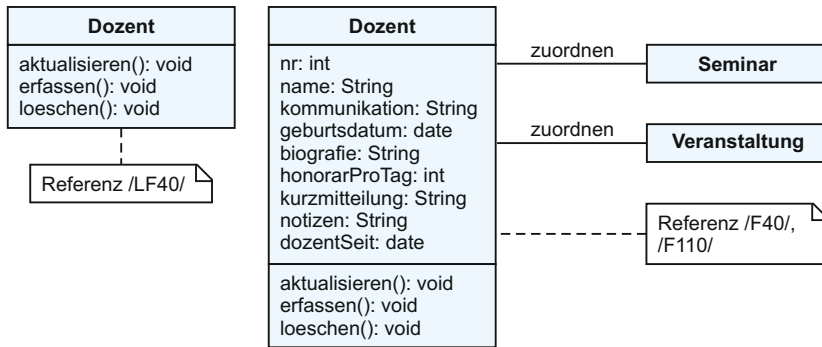 Dozent
aktualisieren(): void
erfassen(): void
loeschen(): void
Referenz /LF40/
Dozent
nr: int
name: String
kommunikation: String
geburtsdatum: date
biografie: String
honorarProTag: int
kurzmitteilung: String
notizen: String
dozentSeit: date
aktualisieren(): void
erfassen(): void
loeschen(): void
zuordnen
Seminar
zuordnen
Veranstaltung
Referenz /F40/,
/F110/